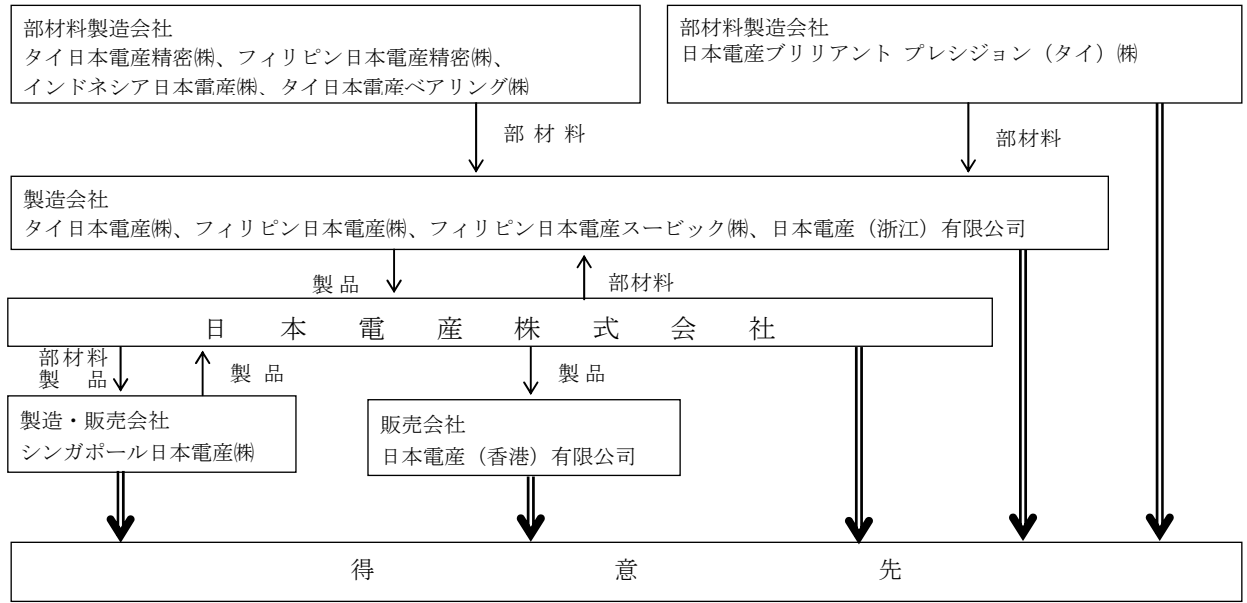 部材料製造会社
タイ日本電産精密㈱、フィリピン日本電産精密㈱、
インドネシア日本電産㈱、タイ日本電産ベアリング㈱
部材料製造会社
日本電産ブリリアント プレシジョン（タイ）㈱
部 材 料
部材料
製造会社
タイ日本電産㈱、フィリピン日本電産㈱、フィリピン日本電産スービック㈱、日本電産（浙江）有限公司
製 品
部材料
日 本 電 産 株 式 会 社
部材料
製 品
製 品
製 品
製造・販売会社
シンガポール日本電産㈱
販売会社
日本電産（香港）有限公司
得 意 先